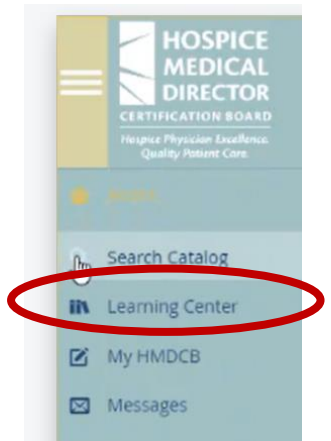 HOSPICE
MEDICAL
DIRECTOR
CERTIFICATION BOARD
Hospice Physician Excellence.
Quality Patient Care.
Search Catalog
Learning Center
My HMDCB
Messages